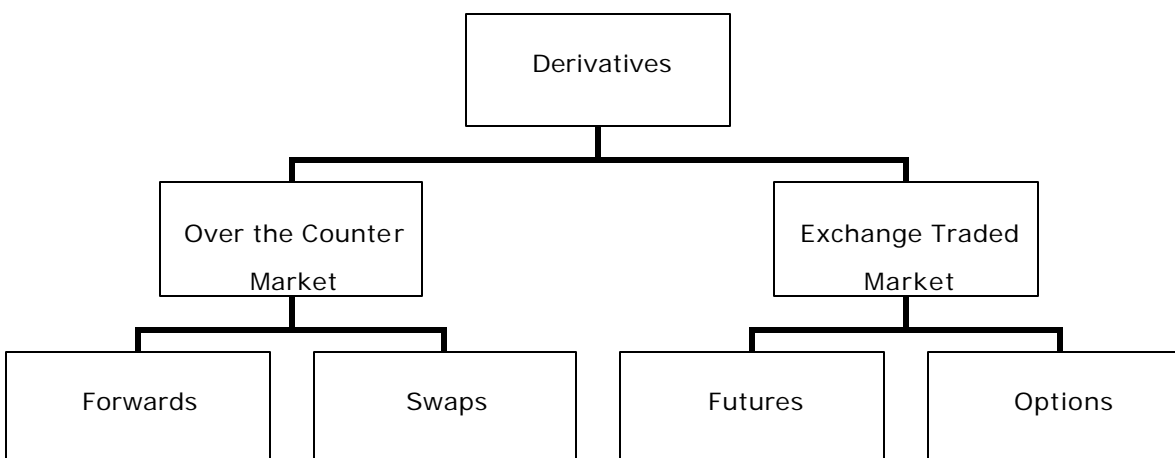 Derivatives
Over the Counter
Market
Exchange Traded
Market
Forwards
Swaps
Futures
Options